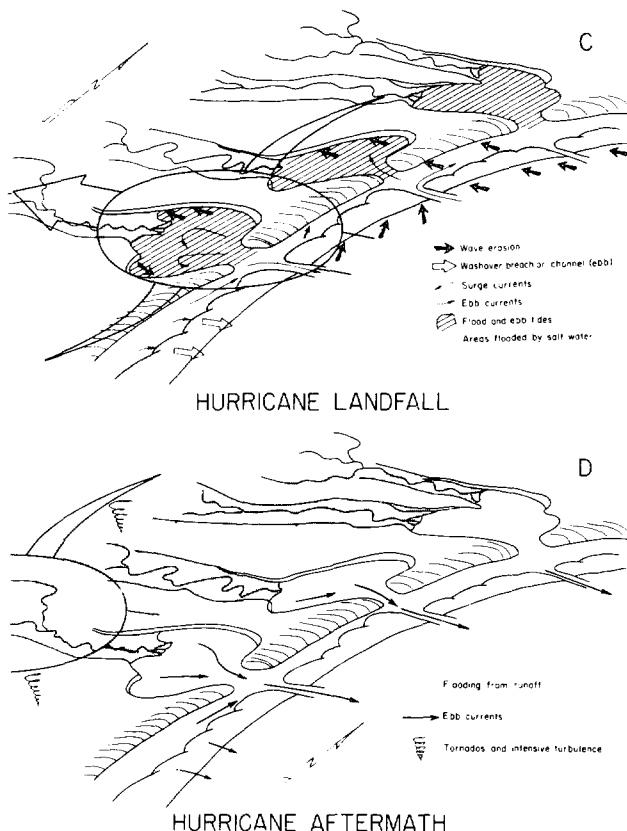 C
Wave erosion
Washover breach or channel (ebb)
Surge currents
Ebb currents
Flood and ebb tides
Areas flooded by salt water
HURRICANE LANDFALL
D
Flooding from runoff
Ebb currents
Tornados and intensive turbulence
HURRICANE AFTERMATH